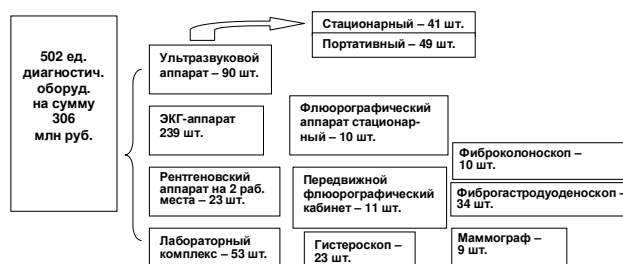 502 ед.
диагностич.
оборуд.
на сумму
306
млн руб.
Ультразвуковой
аппарат – 90 шт.
Стационарный – 41 шт.
Портативный – 49 шт.
ЭКГ-аппарат
239 шт.
Флюорографический
аппарат стационар-
ный – 10 шт.
Фиброколоноскоп –
10 шт.
Рентгеновский
аппарат на 2 раб.
места – 23 шт.
Передвижной
флюорографический
кабинет – 11 шт.
Фиброгастродуоденоскоп –
34 шт.
Лабораторный
комплекс – 53 шт.
Гистероскоп –
23 шт.
Маммограф –
9 шт.